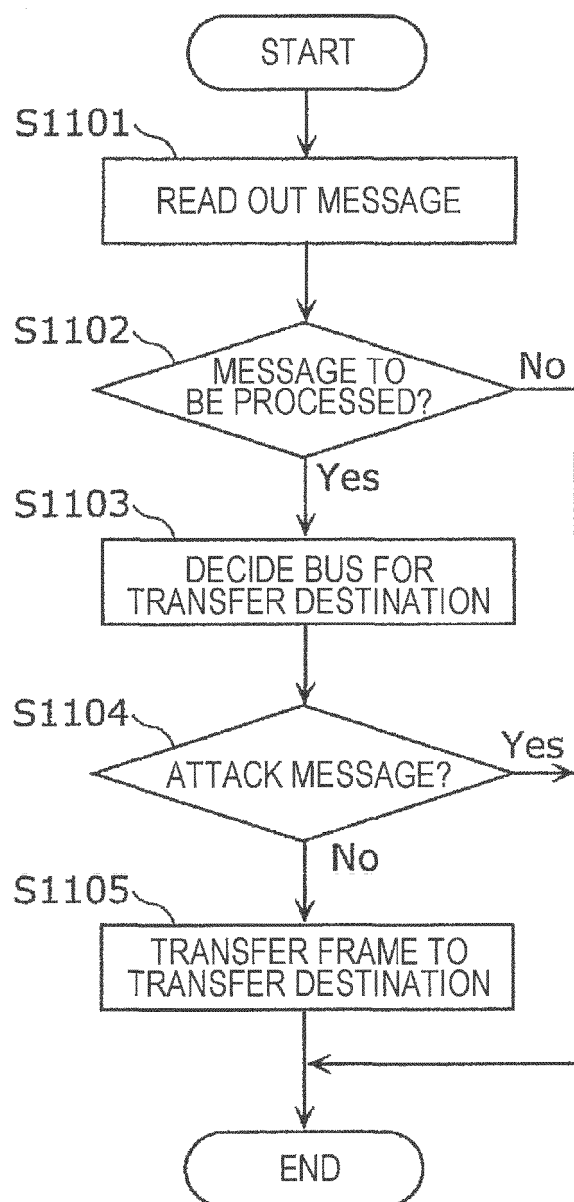 START
S1101
READ OUT MESSAGE
S1102
MESSAGE TO
BE PROCESSED?
No
Yes
S1103
DECIDE BUS FOR
TRANSFER DESTINATION
S1104
ATTACK MESSAGE?
Yes
No
S1105
TRANSFER FRAME TO
TRANSFER DESTINATION
END